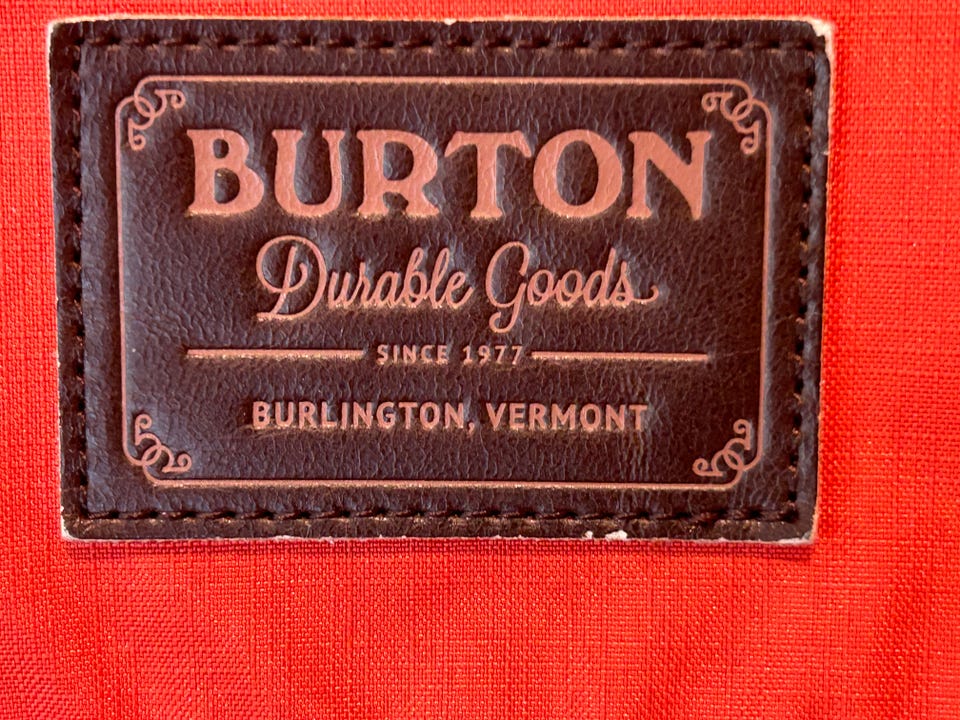 BURTON
Durable Goods
SINCE 1977
BURLINGTON, VERMONT